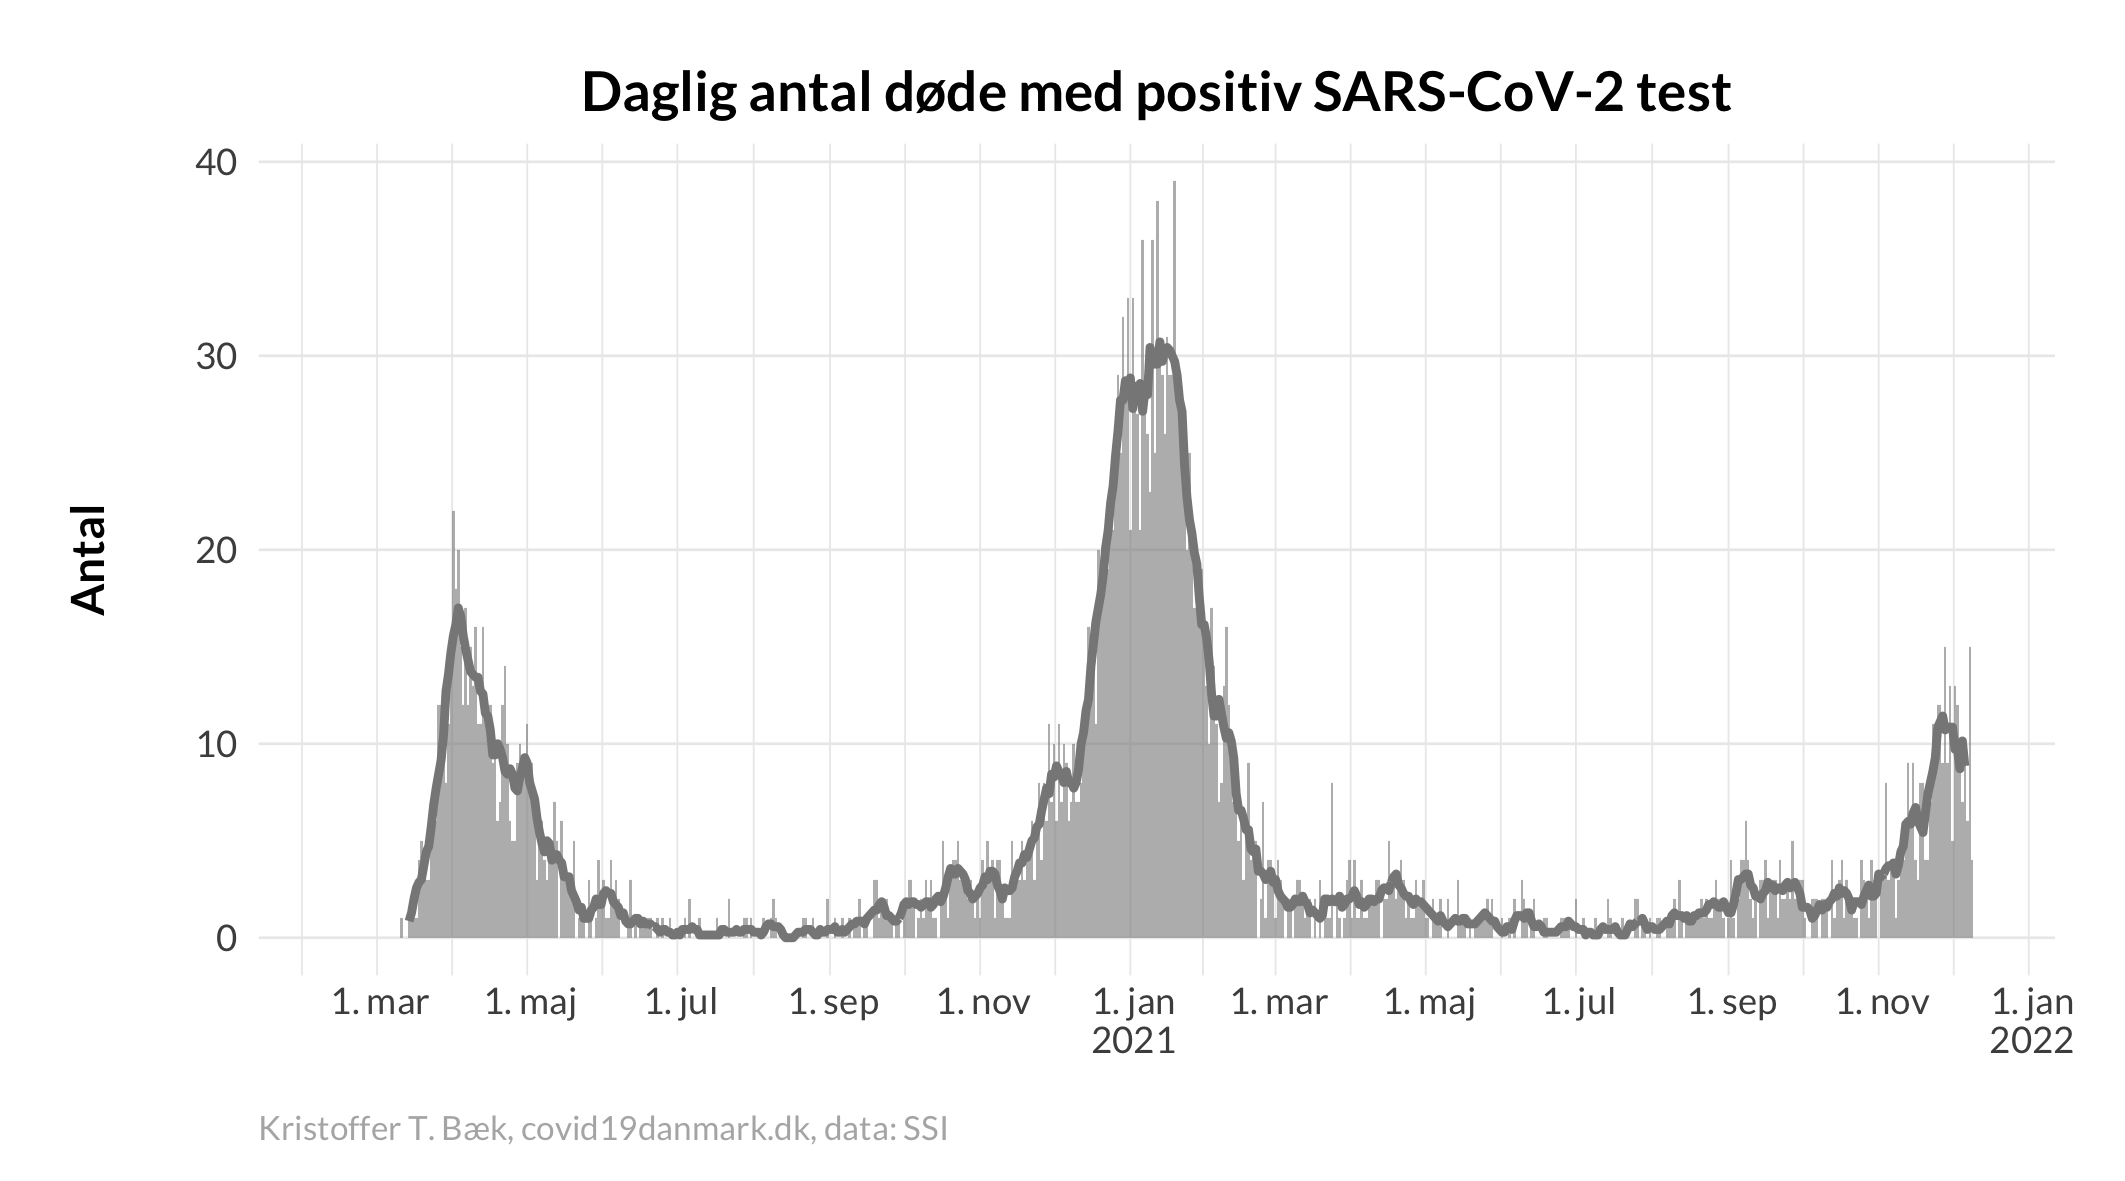 Daglig antal døde med positiv SARS-CoV-2 test
Antal
40
30
20
10
0
1. mar 1. maj 1. jul 1. sep 1. nov 1. jan 1. mar 1. maj 1. jul 1. sep 1. nov 1. jan
2021 2022
Kristoffer T. Bæk, covid19danmark.dk, data: SSI